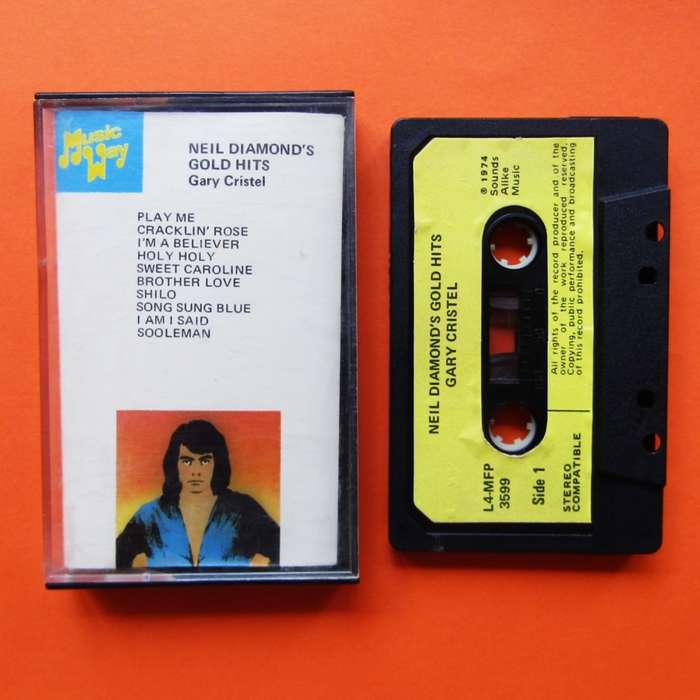 Music
Way
NEIL DIAMOND'S
GOLD HITS
Gary Cristel
PLAY ME
CRACKLIN' ROSE
I'M A BELIEVER
HOLY HOLY
SWEET CAROLINE
BROTHER LOVE
SHILO
SONG SUNG BLUE
I AM I SAID
SOOLEMAN
NEIL DIAMOND'S GOLD HITS
GARY CRISTEL
L4-MFP
3599
Side 1
STEREO
COMPATIBLE
℗ 1974
Sounds
Alike
Music
All rights of the record producer and of the
owner of the work reproduced reserved.
Copying, public performance and broadcasting
of this record prohibited.